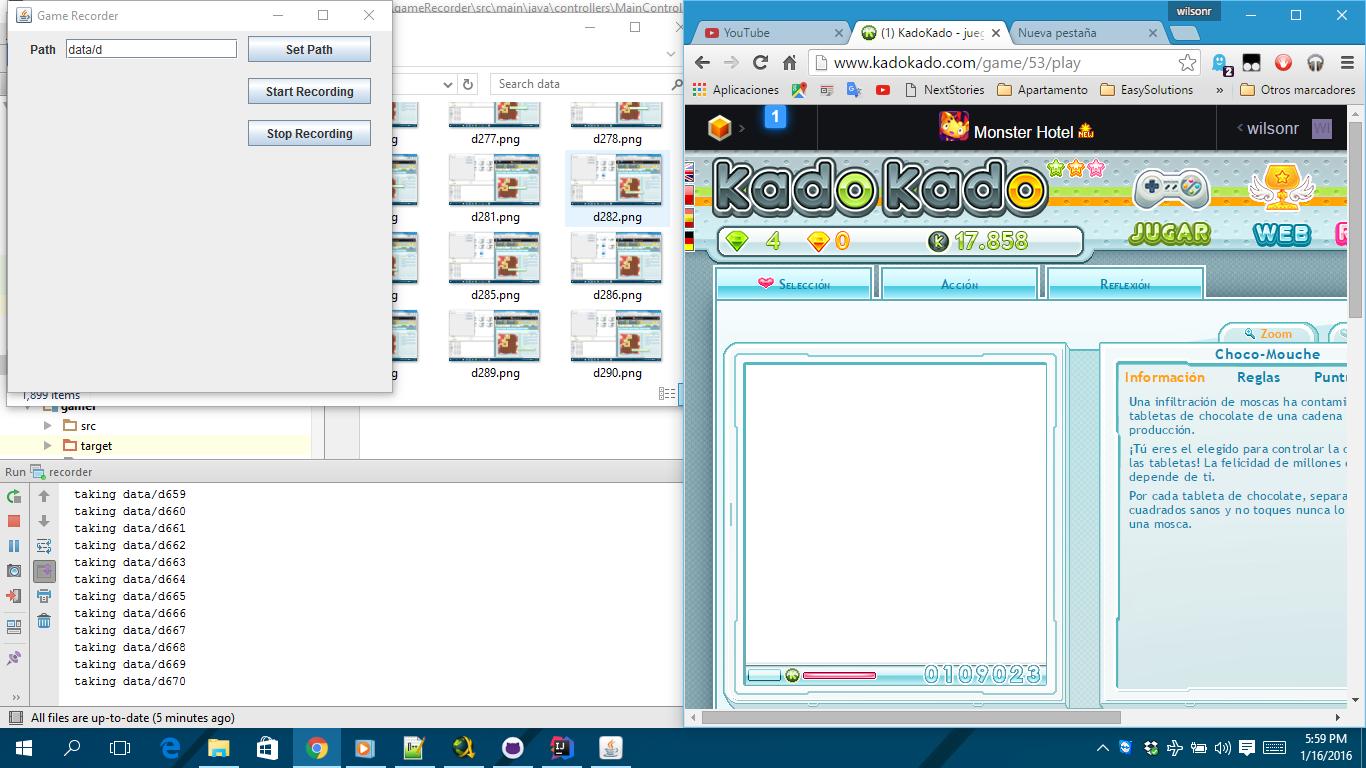 Game Recorder
Path
data/d
Set Path
Start Recording
Stop Recording
.gameRecorder\src\main\java\controllers\MainControl
Search data
d277.png
d278.png
d281.png
d282.png
d285.png
d286.png
d289.png
d290.png
1,899 items
gamer
src
target
Run
recorder
taking data/d659
taking data/d660
taking data/d661
taking data/d662
taking data/d663
taking data/d664
taking data/d665
taking data/d666
taking data/d667
taking data/d668
taking data/d669
taking data/d670
All files are up-to-date (5 minutes ago)
wilsonr
YouTube
(1) KadoKado - jueg
Nueva pestaña
www.kadokado.com/game/53/play
2
Aplicaciones
NextStories
Apartamento
EasySolutions
»
Otros marcadores
1
Monster Hotel
NEW
wilsonr
WI
KadoKado
4
0
K
17.858
JUGAR
WEB
Selección
Acción
Reflexión
Zoom
Choco-Mouche
Información
Reglas
Puntu
Una infiltración de moscas ha contami
tabletas de chocolate de una cadena
producción.
¡Tú eres el elegido para controlar la c
las tabletas! La felicidad de millones d
depende de ti.
Por cada tableta de chocolate, separa
cuadrados sanos y no toques nunca lo
una mosca.
0109023
5:59 PM
1/16/2016